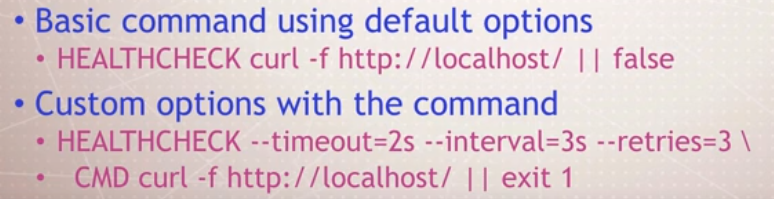 • Basic command using default options
• HEALTHCHECK curl -f http://localhost/ || false
• Custom options with the command
• HEALTHCHECK --timeout=2s --interval=3s --retries=3 \
• CMD curl -f http://localhost/ || exit 1